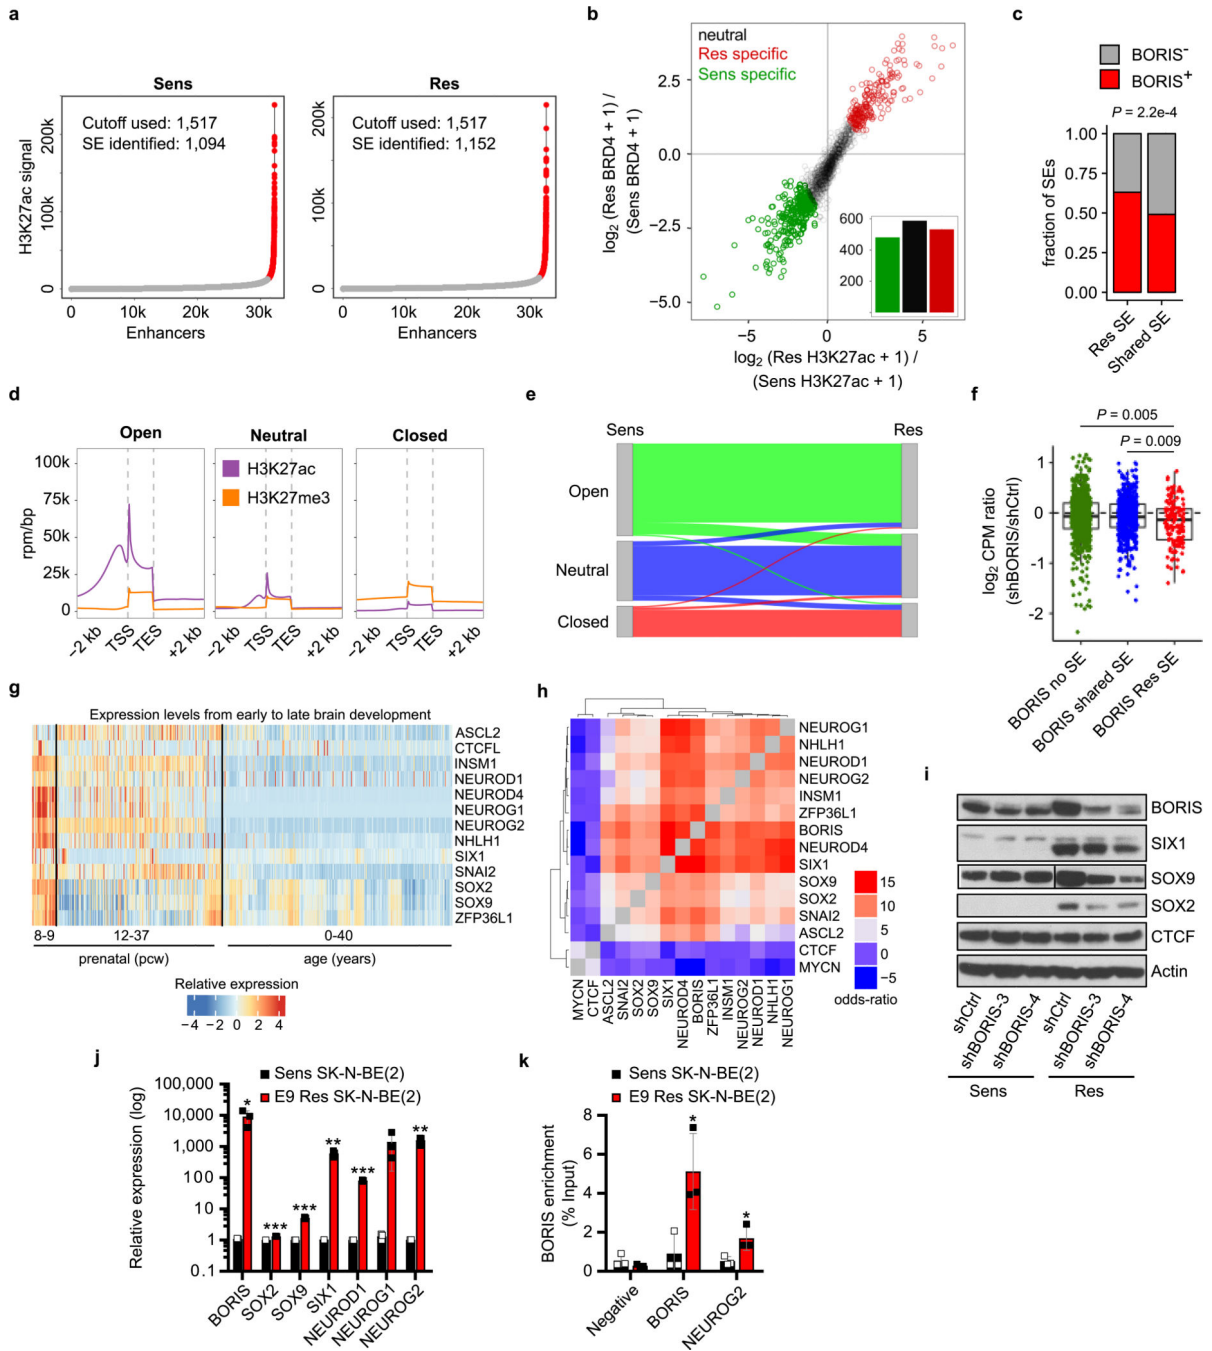 a
Sens
Res
H3K27ac signal
200k
100k
0
Cutoff used: 1,517
SE identified: 1,094
200k
100k
0
Cutoff used: 1,517
SE identified: 1,152
0 10k 20k 30k
0 10k 20k 30k
Enhancers
Enhancers
b
neutral
Res specific
Sens specific
log2 (Res BRD4 + 1) /
(Sens BRD4 + 1)
2.5
0.0
−2.5
−5.0
600
400
200
−5 0 5
log2 (Res H3K27ac + 1) /
(Sens H3K27ac + 1)
c
BORIS-
BORIS+
P = 2.2e-4
fraction of SEs
1.00
0.75
0.50
0.25
0.00
Res SE
Shared SE
d
Open
Neutral
Closed
rpm/bp
100k
75k
50k
25k
0
H3K27ac
H3K27me3
−2 kb TSS TES +2 kb
−2 kb TSS TES +2 kb
−2 kb TSS TES +2 kb
e
Sens
Res
Open
Neutral
Closed
f
P = 0.005
P = 0.009
log2 CPM ratio
(shBORIS/shCtrl)
1
0
-1
-2
BORIS no SE
BORIS shared SE
BORIS Res SE
g
Expression levels from early to late brain development
ASCL2
CTCFL
INSM1
NEUROD1
NEUROD4
NEUROG1
NEUROG2
NHLH1
SIX1
SNAI2
SOX2
SOX9
ZFP36L1
8-9 12-37 0-40
prenatal (pcw) age (years)
Relative expression
−4 −2 0 2 4
h
NEUROG1
NHLH1
NEUROD1
NEUROG2
INSM1
ZFP36L1
BORIS
NEUROD4
SIX1
SOX9
SOX2
SNAI2
ASCL2
CTCF
MYCN
15
10
5
0
−5
odds-ratio
MYCN
CTCF
ASCL2
SNAI2
SOX2
SOX9
SIX1
NEUROD4
BORIS
ZFP36L1
INSM1
NEUROG2
NEUROD1
NHLH1
NEUROG1
i
BORIS
SIX1
SOX9
SOX2
CTCF
Actin
shCtrl
shBORIS-3
shBORIS-4
shCtrl
shBORIS-3
shBORIS-4
Sens
Res
j
Sens SK-N-BE(2)
E9 Res SK-N-BE(2)
Relative expression (log)
100,000
10,000
1,000
100
10
1
0.1
*
***
***
**
***
**
BORIS
SOX2
SOX9
SIX1
NEUROD1
NEUROG1
NEUROG2
k
Sens SK-N-BE(2)
E9 Res SK-N-BE(2)
BORIS enrichment
(% Input)
8
6
4
2
0
*
*
Negative
BORIS
NEUROG2